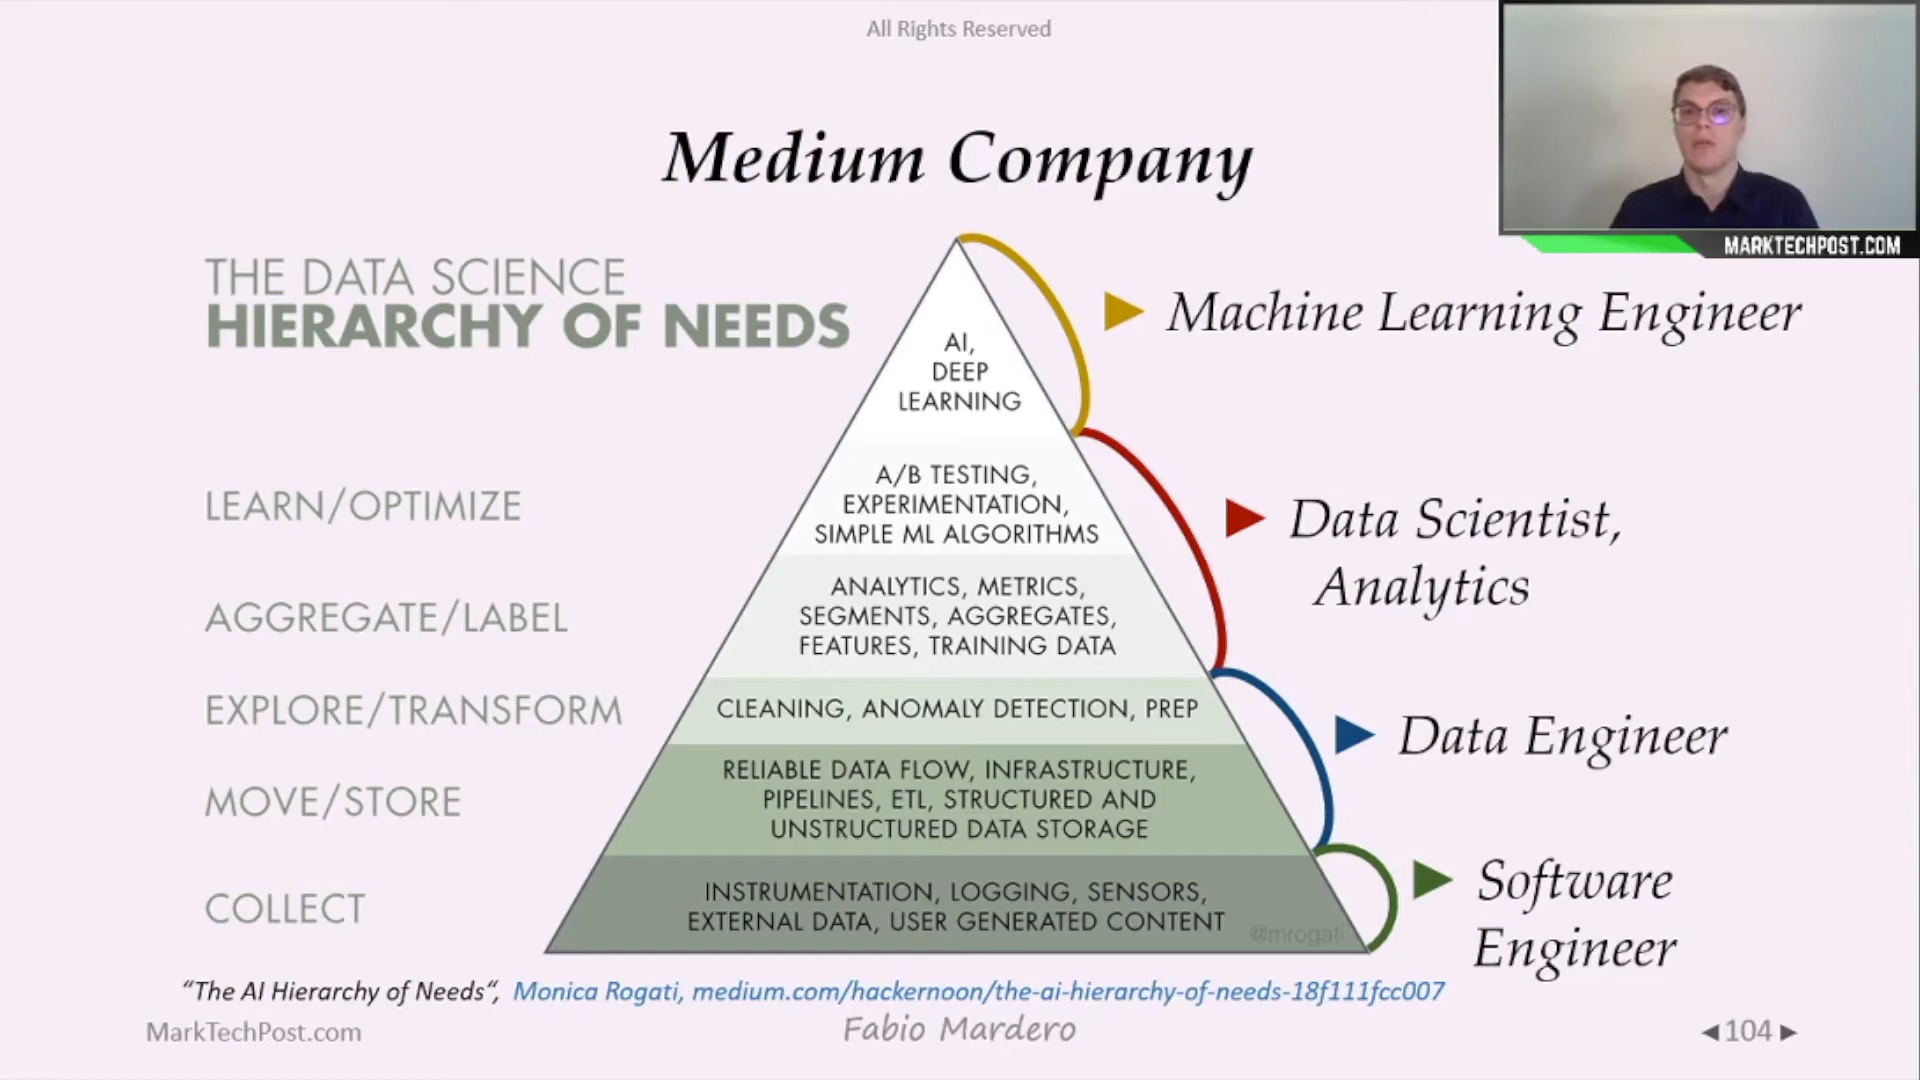 All Rights Reserved
Medium Company
MARKTECHPOST.COM
THE DATA SCIENCE
HIERARCHY OF NEEDS
LEARN/OPTIMIZE
AGGREGATE/LABEL
EXPLORE/TRANSFORM
MOVE/STORE
COLLECT
AI,
DEEP
LEARNING
A/B TESTING,
EXPERIMENTATION,
SIMPLE ML ALGORITHMS
ANALYTICS, METRICS,
SEGMENTS, AGGREGATES,
FEATURES, TRAINING DATA
CLEANING, ANOMALY DETECTION, PREP
RELIABLE DATA FLOW, INFRASTRUCTURE,
PIPELINES, ETL, STRUCTURED AND
UNSTRUCTURED DATA STORAGE
INSTRUMENTATION, LOGGING, SENSORS,
EXTERNAL DATA, USER GENERATED CONTENT
@mrogati
Machine Learning Engineer
Data Scientist,
Analytics
Data Engineer
Software
Engineer
“The AI Hierarchy of Needs“, Monica Rogati, medium.com/hackernoon/the-ai-hierarchy-of-needs-18f111fcc007
MarkTechPost.com
Fabio Mardero
◄104►